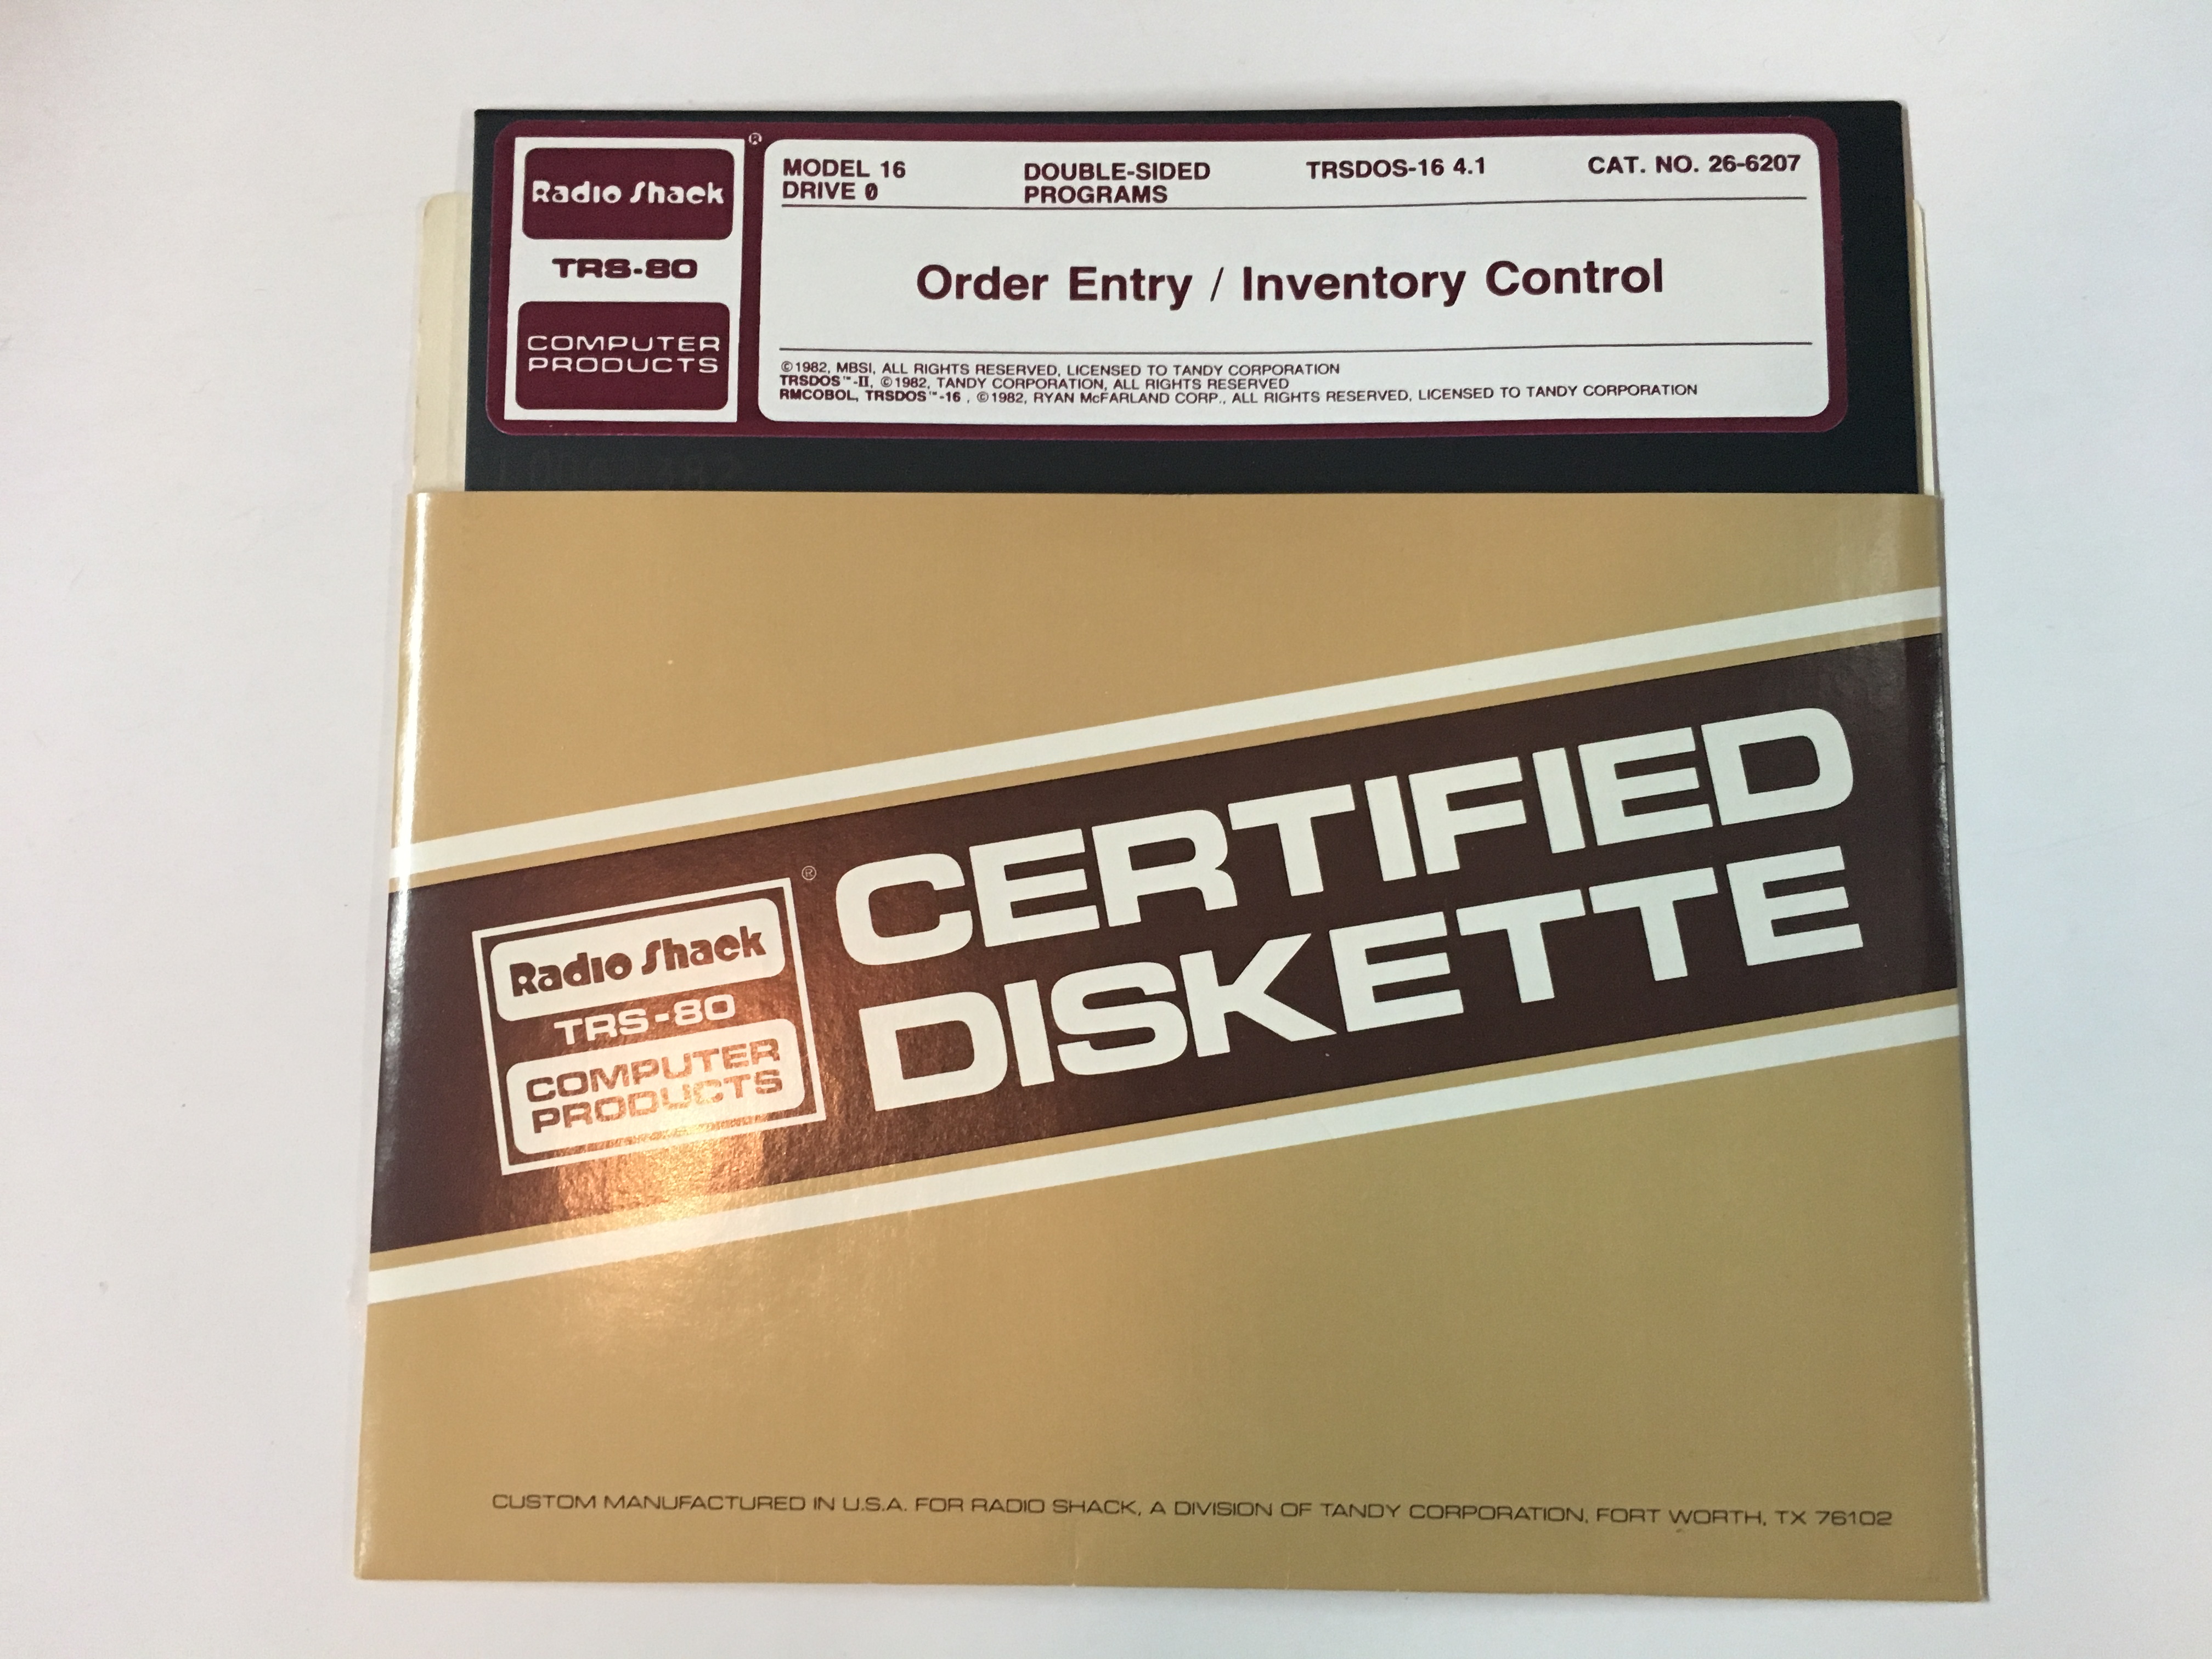 Radio Shack ®
TRS-80
COMPUTER
PRODUCTS
MODEL 16 DOUBLE-SIDED TRSDOS-16 4.1 CAT. NO. 26-6207
DRIVE 0 PROGRAMS
Order Entry / Inventory Control
©1982, MBSI, ALL RIGHTS RESERVED, LICENSED TO TANDY CORPORATION
TRSDOS™-II, ©1982, TANDY CORPORATION, ALL RIGHTS RESERVED
RMCOBOL, TRSDOS™-16 , ©1982, RYAN McFARLAND CORP., ALL RIGHTS RESERVED, LICENSED TO TANDY CORPORATION
Radio Shack ®
TRS-80
COMPUTER
PRODUCTS
CERTIFIED
DISKETTE
CUSTOM MANUFACTURED IN U.S.A. FOR RADIO SHACK, A DIVISION OF TANDY CORPORATION, FORT WORTH, TX 76102